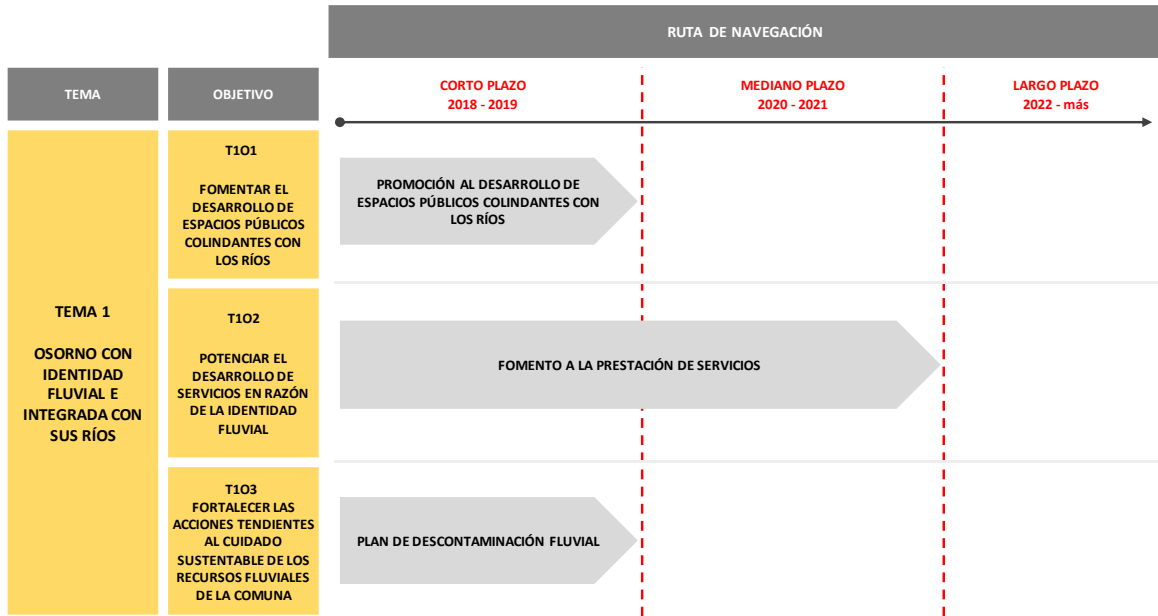 RUTA DE NAVEGACIÓN
TEMA
OBJETIVO
CORTO PLAZO
2018 - 2019
MEDIANO PLAZO
2020 - 2021
LARGO PLAZO
2022 - más
TEMA 1
OSORNO CON
IDENTIDAD
FLUVIAL E
INTEGRADA CON
SUS RÍOS
T1O1
FOMENTAR EL
DESARROLLO DE
ESPACIOS PÚBLICOS
COLINDANTES CON
LOS RÍOS
PROMOCIÓN AL DESARROLLO DE
ESPACIOS PÚBLICOS COLINDANTES CON
LOS RÍOS
T1O2
POTENCIAR EL
DESARROLLO DE
SERVICIOS EN RAZÓN
DE LA IDENTIDAD
FLUVIAL
FOMENTO A LA PRESTACIÓN DE SERVICIOS
T1O3
FORTALECER LAS
ACCIONES TENDIENTES
AL CUIDADO
SUSTENTABLE DE LOS
RECURSOS FLUVIALES
DE LA COMUNA
PLAN DE DESCONTAMINACIÓN FLUVIAL